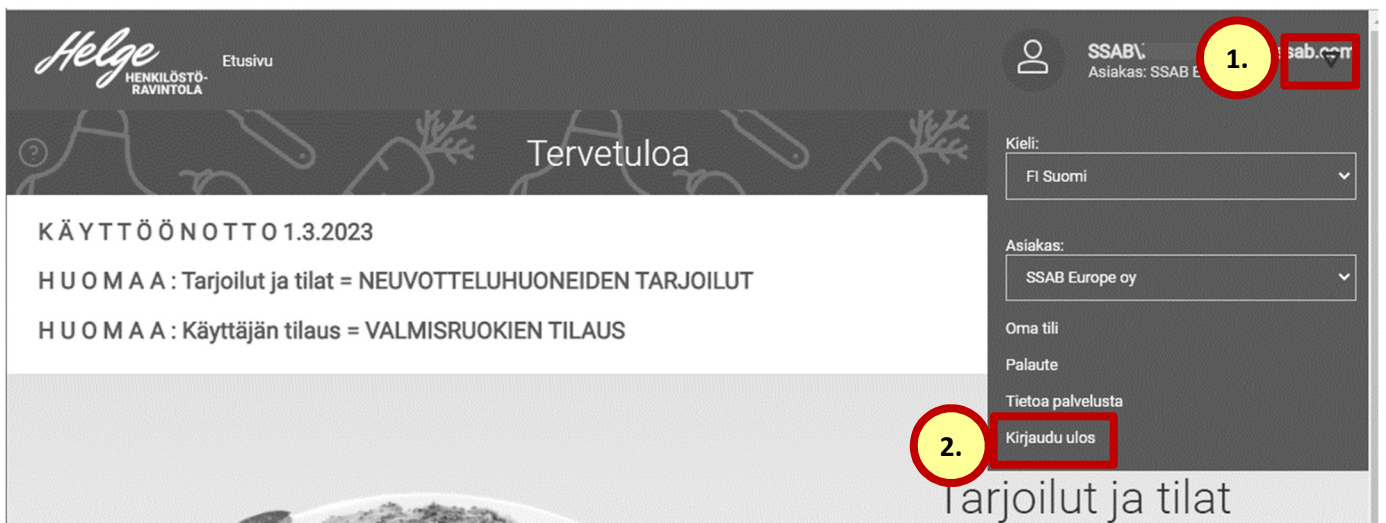 Helge
HENKILÖSTÖ-
RAVINTOLA
Etusivu
SSAB\
ssab.com
Asiakas: SSAB E
1.
Tervetuloa
Kieli:
FI Suomi
K Ä Y T T Ö Ö N O T T O 1.3.2023
H U O M A A : Tarjoilut ja tilat = NEUVOTTELUHUONEIDEN TARJOILUT
H U O M A A : Käyttäjän tilaus = VALMISRUOKIEN TILAUS
Asiakas:
SSAB Europe oy
Oma tili
Palaute
Tietoa palvelusta
2.
Kirjaudu ulos
Tarjoilut ja tilat